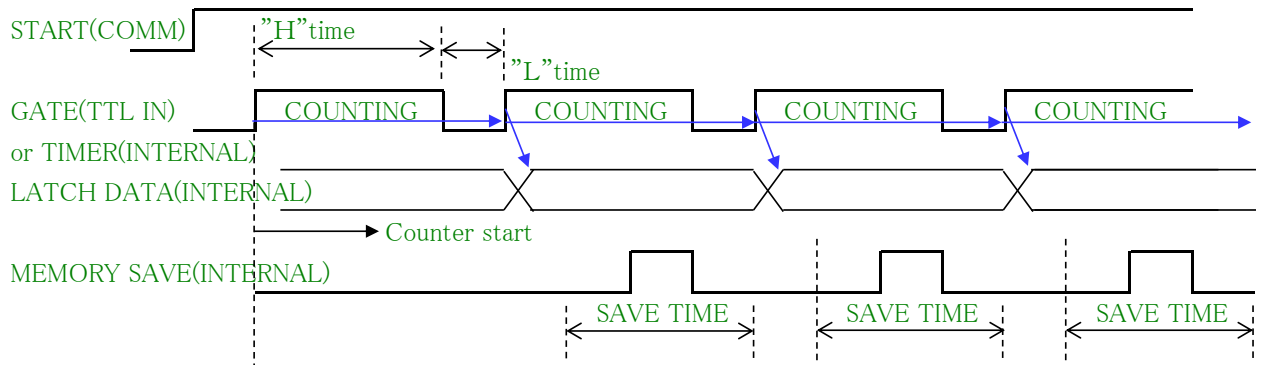 START(COMM)
"H"time
"L"time
GATE(TTL IN)
COUNTING
COUNTING
COUNTING
COUNTING
or TIMER(INTERNAL)
LATCH DATA(INTERNAL)
Counter start
MEMORY SAVE(INTERNAL)
SAVE TIME
SAVE TIME
SAVE TIME